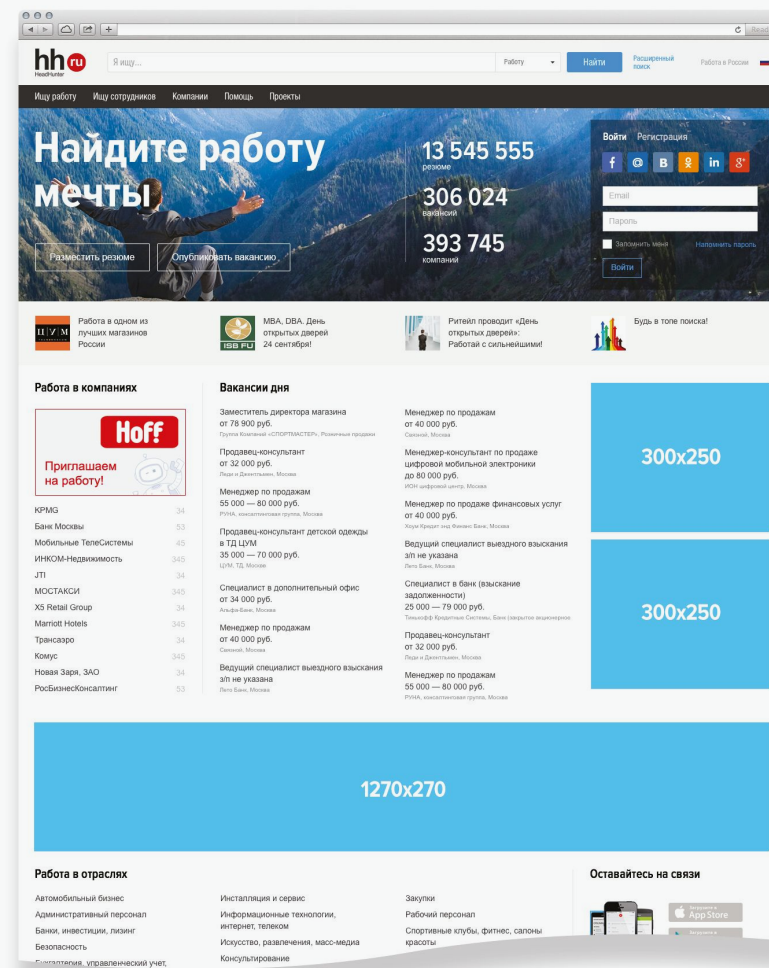 Read
hh ru
HeadHunter
Я ищу...
Работу
Найти
Расширенный
поиск
Работа в России
Ищу работу
Ищу сотрудников
Компании
Помощь
Проекты
Найдите работу
мечты
Разместить резюме
Опубликовать вакансию
13 545 555
резюме
306 024
вакансий
393 745
компаний
Войти Регистрация
Email
Пароль
Запомнить меня
Напомнить пароль
Войти
ЦУМ
Работа в одном из
лучших магазинов
России
ISB FU
MBA, DBA. День
открытых дверей
24 сентября!
Ритейл проводит «День
открытых дверей»:
Работай с сильнейшими!
Будь в топе поиска!
Работа в компаниях
Hoff
Приглашаем
на работу!
KPMG 34
Банк Москвы 53
Мобильные ТелеСистемы 45
ИНКОМ-Недвижимость 345
JTI 34
МОСТАКСИ 345
X5 Retail Group 34
Marriott Hotels 345
Трансаэро 34
Комус 345
Новая Заря, ЗАО 34
РосБизнесКонсалтинг 53
Вакансии дня
Заместитель директора магазина
от 78 900 руб.
Группа Компаний «СПОРТМАСТЕР», Розничные продажи
Продавец-консультант
от 32 000 руб.
Леди и Джентльмен, Москва
Менеджер по продажам
55 000 — 80 000 руб.
РУНА, консалтинговая группа, Москва
Продавец-консультант детской одежды
в ТД ЦУМ
35 000 — 70 000 руб.
ЦУМ, ТД, Москва
Специалист в дополнительный офис
от 34 000 руб.
Альфа-Банк, Москва
Менеджер по продажам
от 40 000 руб.
Связной, Москва
Ведущий специалист выездного взыскания
з/п не указана
Лето Банк, Москва
Менеджер по продажам
от 40 000 руб.
Связной, Москва
Менеджер-консультант по продаже
цифровой мобильной электроники
до 80 000 руб.
ИОН цифровой центр, Москва
Менеджер по продаже финансовых услуг
от 40 000 руб.
Хоум Кредит энд Финанс Банк, Москва
Ведущий специалист выездного взыскания
з/п не указана
Лето Банк, Москва
Специалист в банк (взыскание
задолженности)
25 000 — 79 000 руб.
Тинькофф Кредитные Системы, Банк (закрытое акционерное
Продавец-консультант
от 32 000 руб.
Леди и Джентльмен, Москва
Менеджер по продажам
55 000 — 80 000 руб.
РУНА, консалтинговая группа, Москва
300x250
300x250
1270x270
Работа в отраслях
Автомобильный бизнес
Административный персонал
Банки, инвестиции, лизинг
Безопасность
Бухгалтерия, управленческий учет,
Инсталляция и сервис
Информационные технологии,
интернет, телеком
Искусство, развлечения, масс-медиа
Консультирование
Закупки
Рабочий персонал
Спортивные клубы, фитнес, салоны
красоты
Оставайтесь на связи
Загрузите в
App Store
Загрузите в